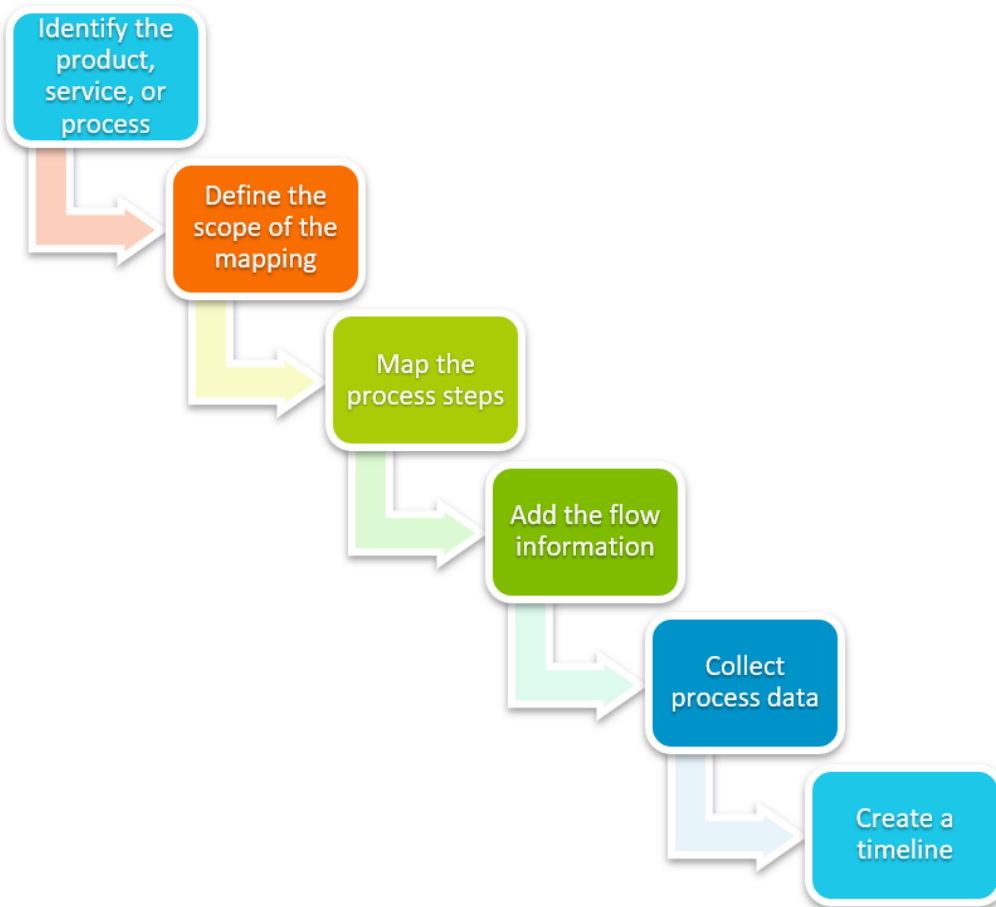 Identify the
product,
service, or
process
Define the
scope of the
mapping
Map the
process steps
Add the flow
information
Collect
process data
Create a
timeline